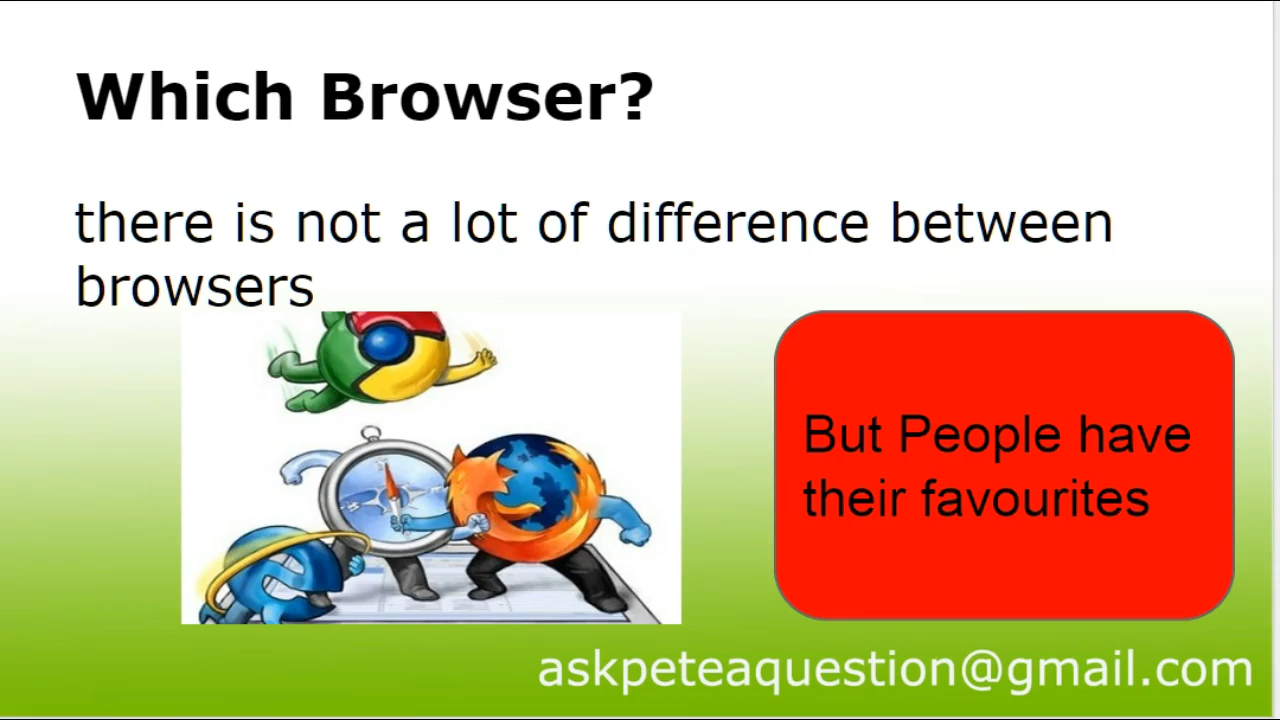 Which Browser?
there is not a lot of difference between
browsers
But People have
their favourites
askpeteaquestion@gmail.com